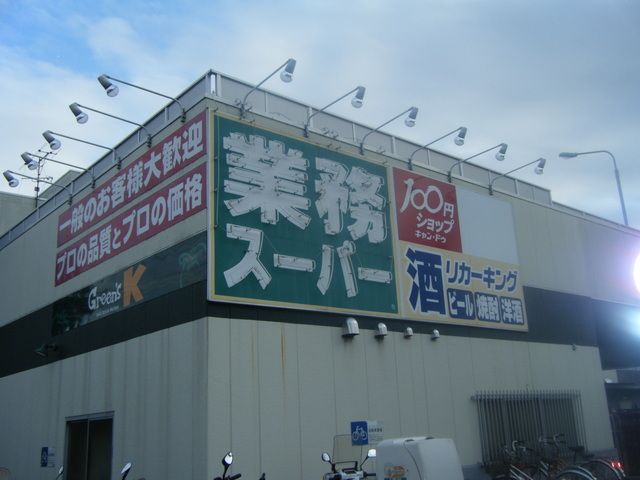 一般のお客様大歓迎
プロの品質とプロの価格
Green's K
業務
スーパー
100円
ショップ
キャン・ドゥ
酒
リカーキング
ビール 焼酎 洋酒